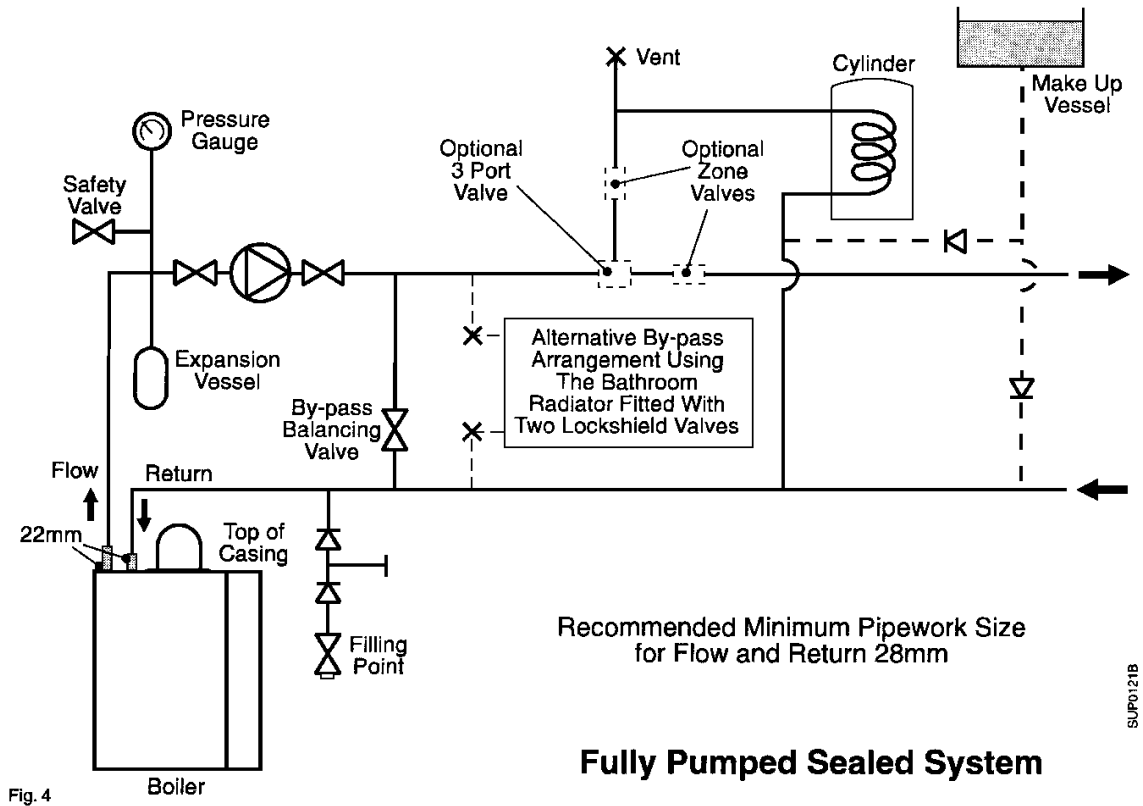 Vent
Cylinder
Make Up
Vessel
Pressure
Gauge
Optional
3 Port
Valve
Optional
Zone
Valves
Safety
Valve
Expansion
Vessel
Alternative By-pass
Arrangement Using
The Bathroom
Radiator Fitted With
Two Lockshield Valves
By-pass
Balancing
Valve
Flow
Return
22mm
Top of
Casing
Filling
Point
Recommended Minimum Pipework Size
for Flow and Return 28mm
SUP0121B
Fully Pumped Sealed System
Boiler
Fig. 4